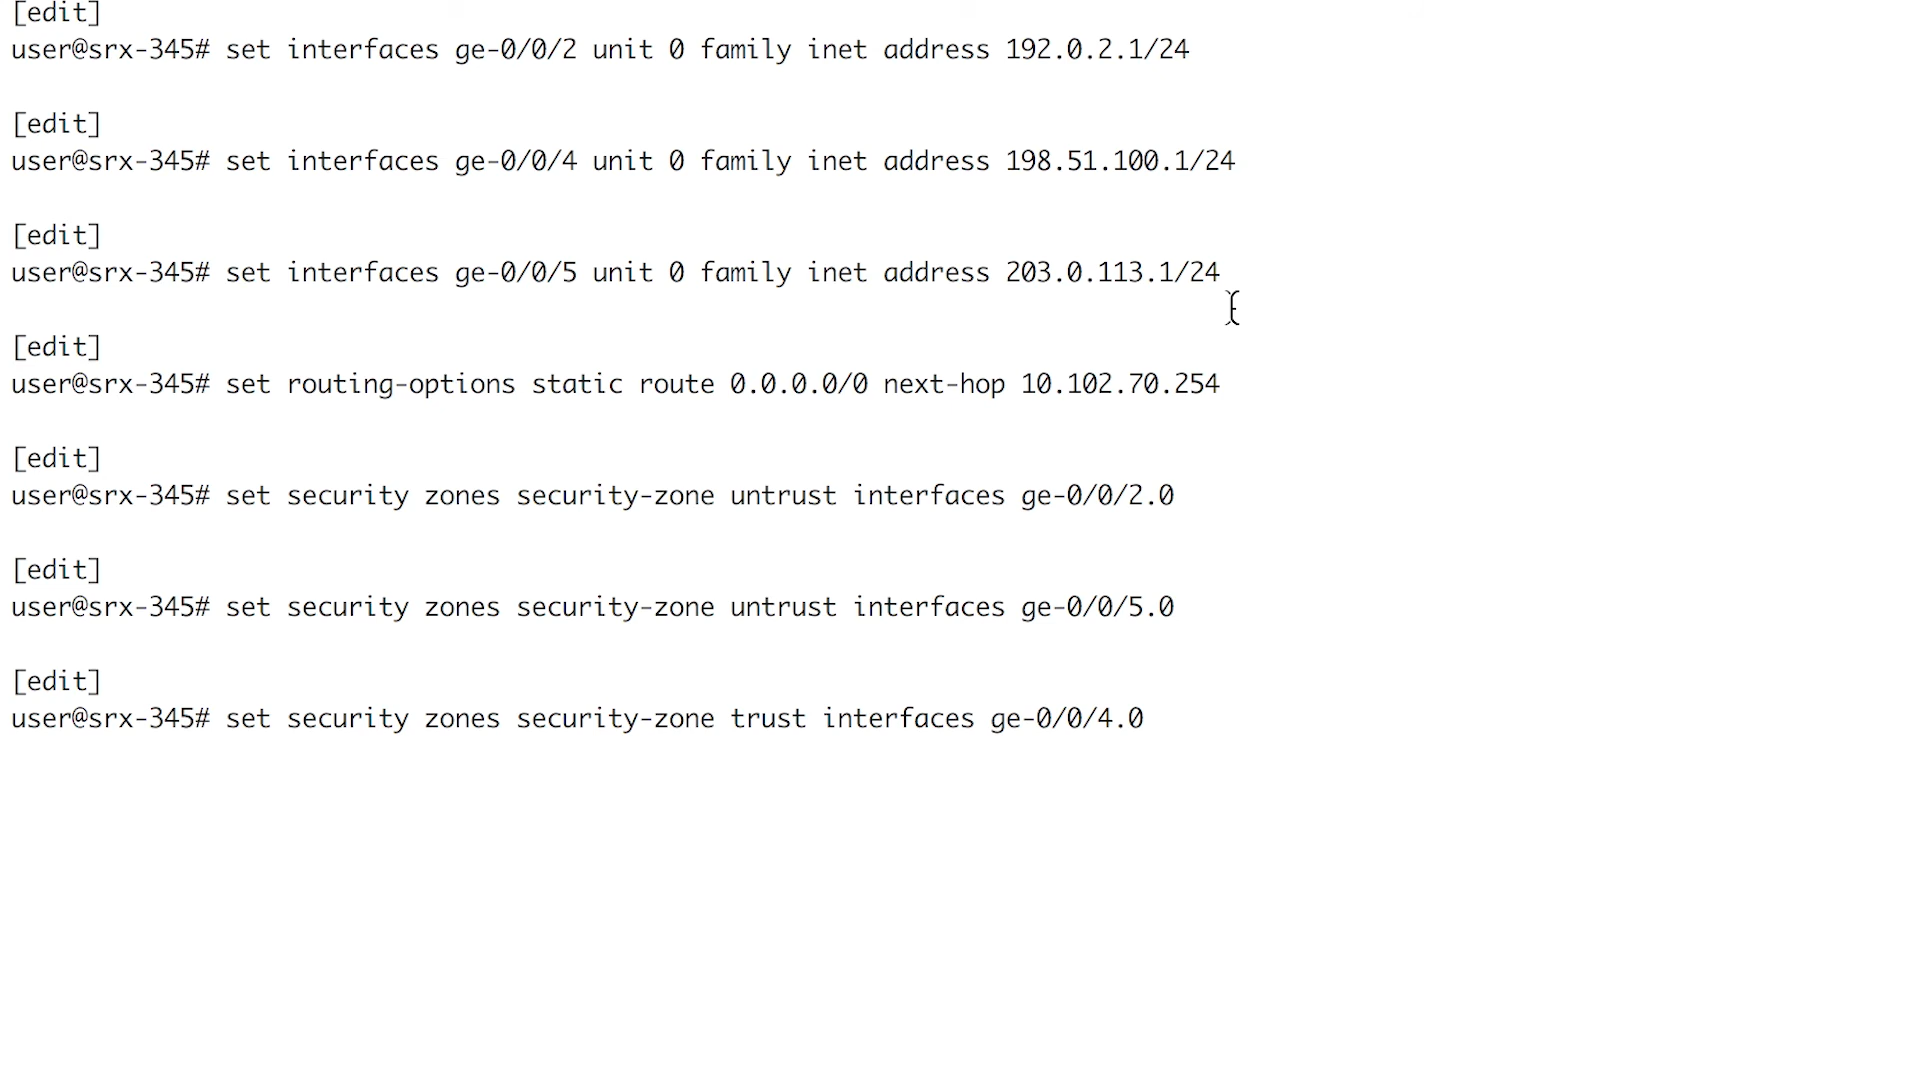 [edit]
user@srx-345# set interfaces ge-0/0/2 unit 0 family inet address 192.0.2.1/24
[edit]
user@srx-345# set interfaces ge-0/0/4 unit 0 family inet address 198.51.100.1/24
[edit]
user@srx-345# set interfaces ge-0/0/5 unit 0 family inet address 203.0.113.1/24
[edit]
user@srx-345# set routing-options static route 0.0.0.0/0 next-hop 10.102.70.254
[edit]
user@srx-345# set security zones security-zone untrust interfaces ge-0/0/2.0
[edit]
user@srx-345# set security zones security-zone untrust interfaces ge-0/0/5.0
[edit]
user@srx-345# set security zones security-zone trust interfaces ge-0/0/4.0